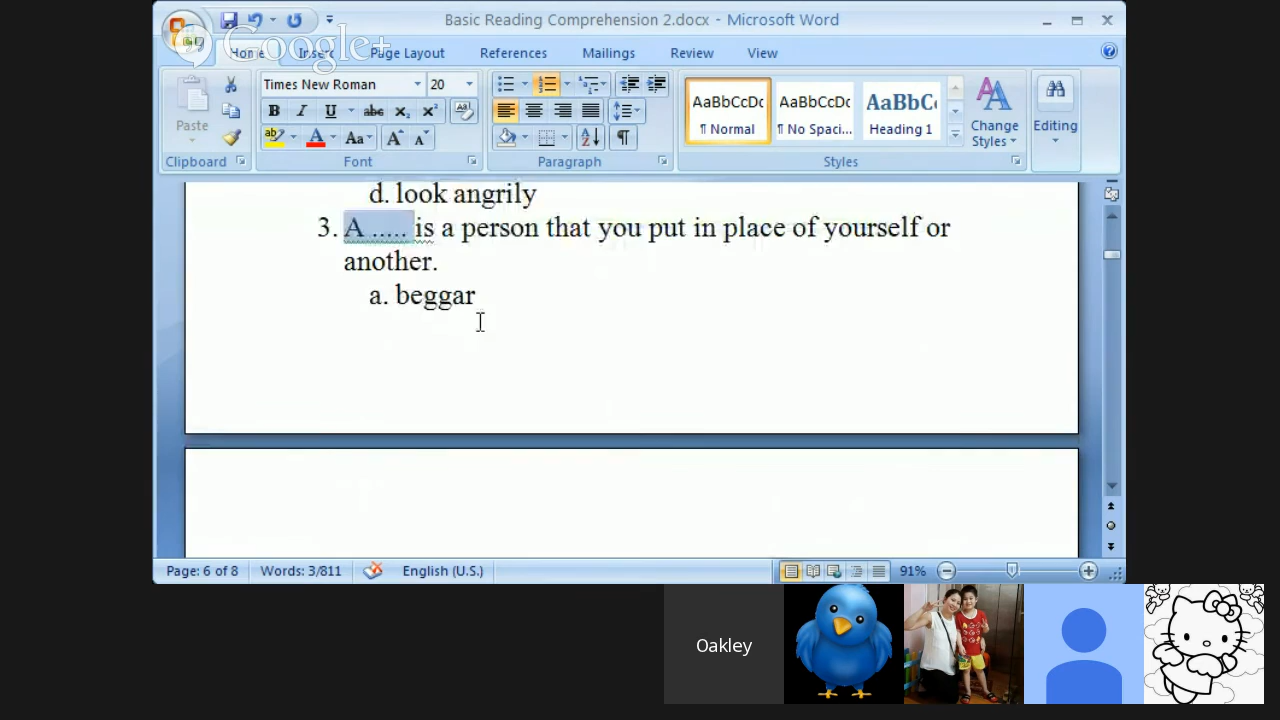 Basic Reading Comprehension 2.docx - Microsoft Word
Google+
Home Insert Page Layout References Mailings Review View
Times New Roman 20
Paste
Clipboard Font Paragraph Styles
AaBbCcDc AaBbCcDc AaBbC
¶ Normal ¶ No Spaci... Heading 1
Change Styles
Editing
d. look angrily
3. A ..... is a person that you put in place of yourself or
another.
a. beggar
Page: 6 of 8 Words: 3/811 English (U.S.) 91%
Oakley